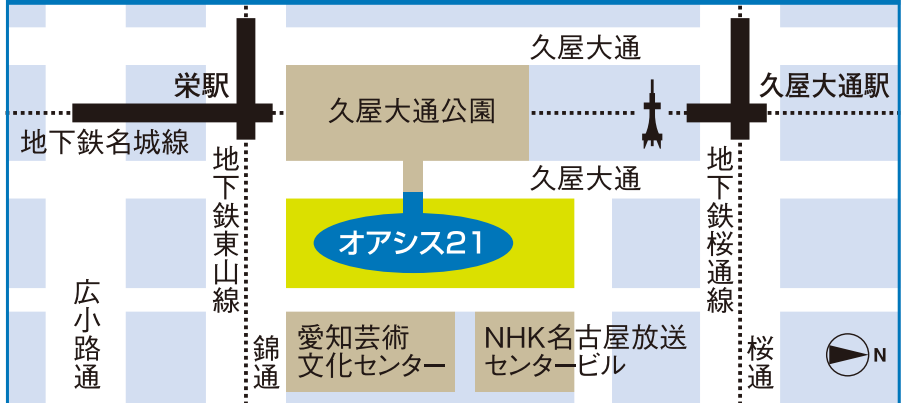 久屋大通
栄駅
久屋大通公園
久屋大通駅
地下鉄名城線
久屋大通
地下鉄東山線
地下鉄桜通線
オアシス21
広小路通
錦通
愛知芸術
文化センター
NHK名古屋放送
センタービル
桜通
N